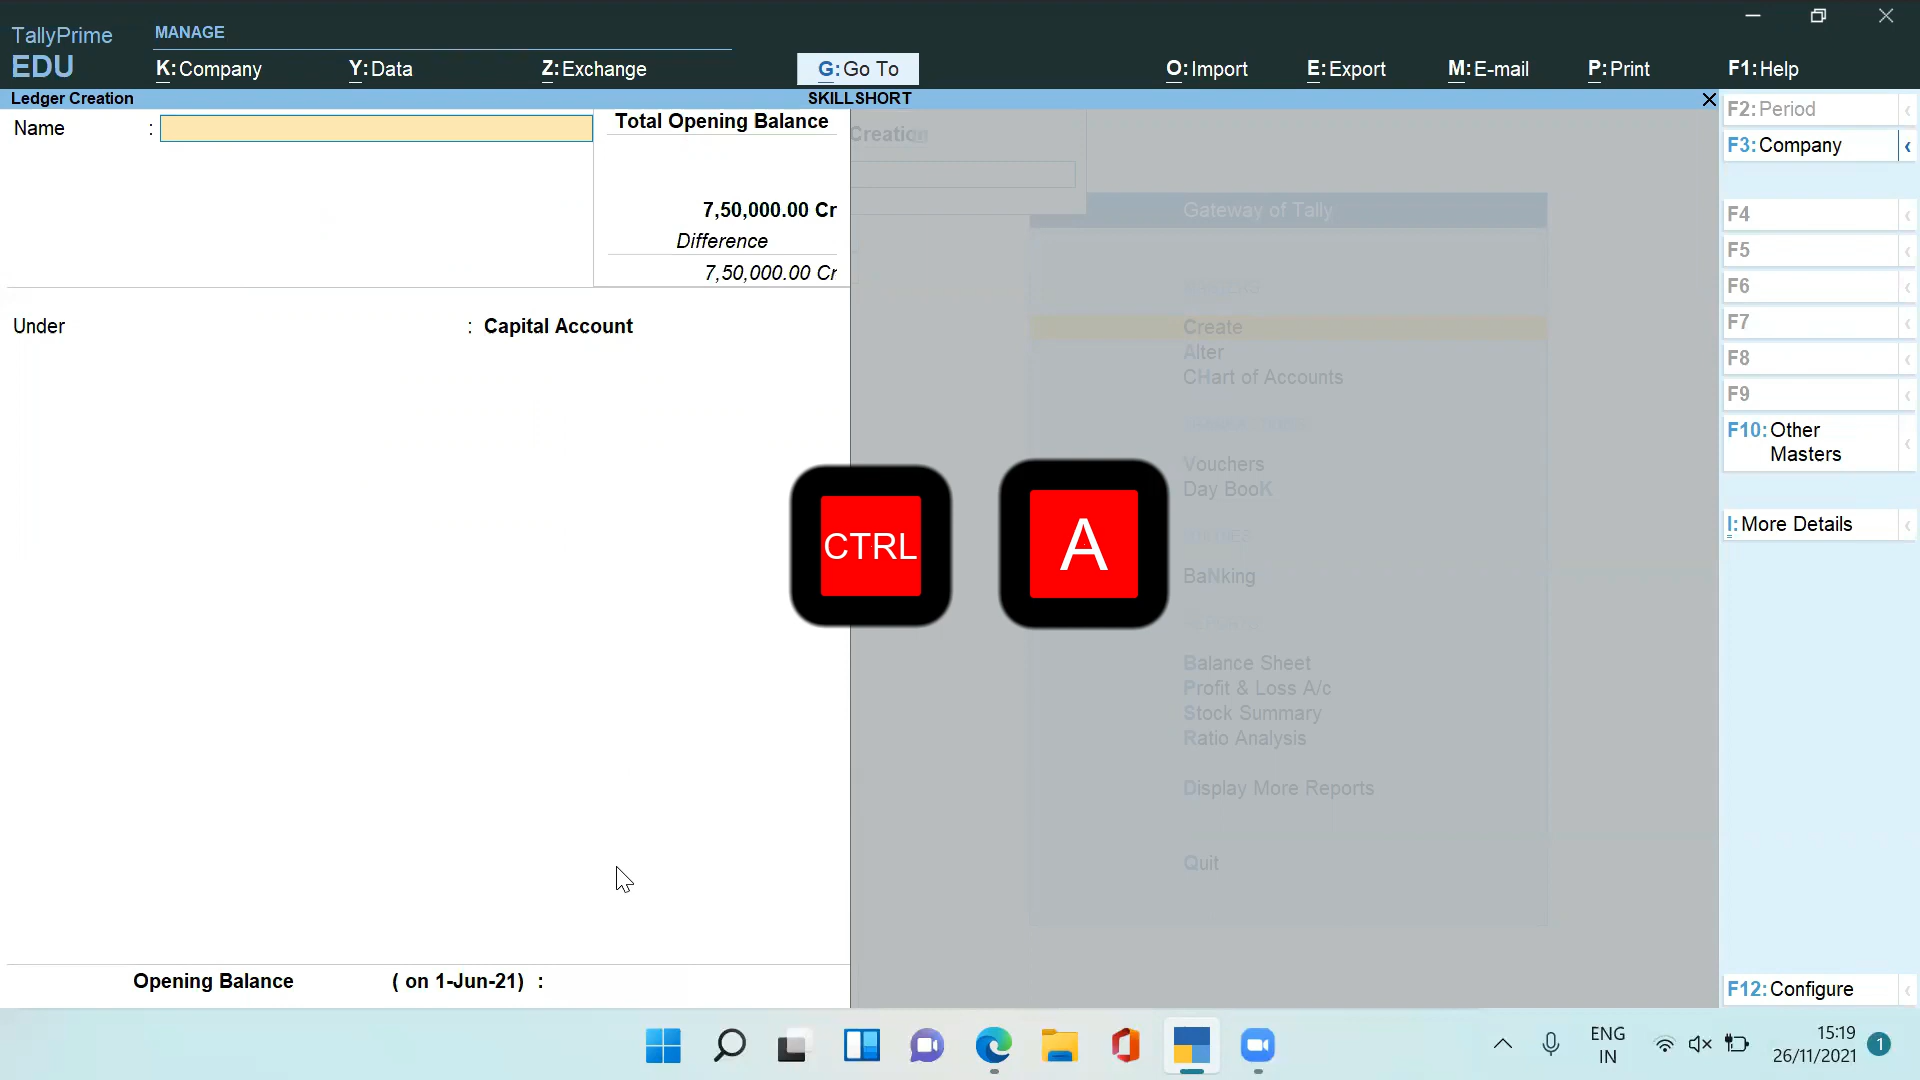 TallyPrime
EDU
MANAGE
K:Company
Y:Data
Z:Exchange
G:Go To
O:Import
E:Export
M:E-mail
P:Print
F1:Help
Ledger Creation
SKILLSHORT
Name :
Total Opening Balance
7,50,000.00 Cr
Difference
7,50,000.00 Cr
Under : Capital Account
Opening Balance ( on 1-Jun-21) :
Creation
Gateway of Tally
Create
Alter
CHart of Accounts
Vouchers
Day BooK
BaNking
Balance Sheet
Profit & Loss A/c
Stock Summary
Ratio Analysis
Display More Reports
Quit
CTRL
A
F2:Period
F3:Company
F4
F5
F6
F7
F8
F9
F10:Other
Masters
I:More Details
F12:Configure
ENG
IN
15:19
26/11/2021
1